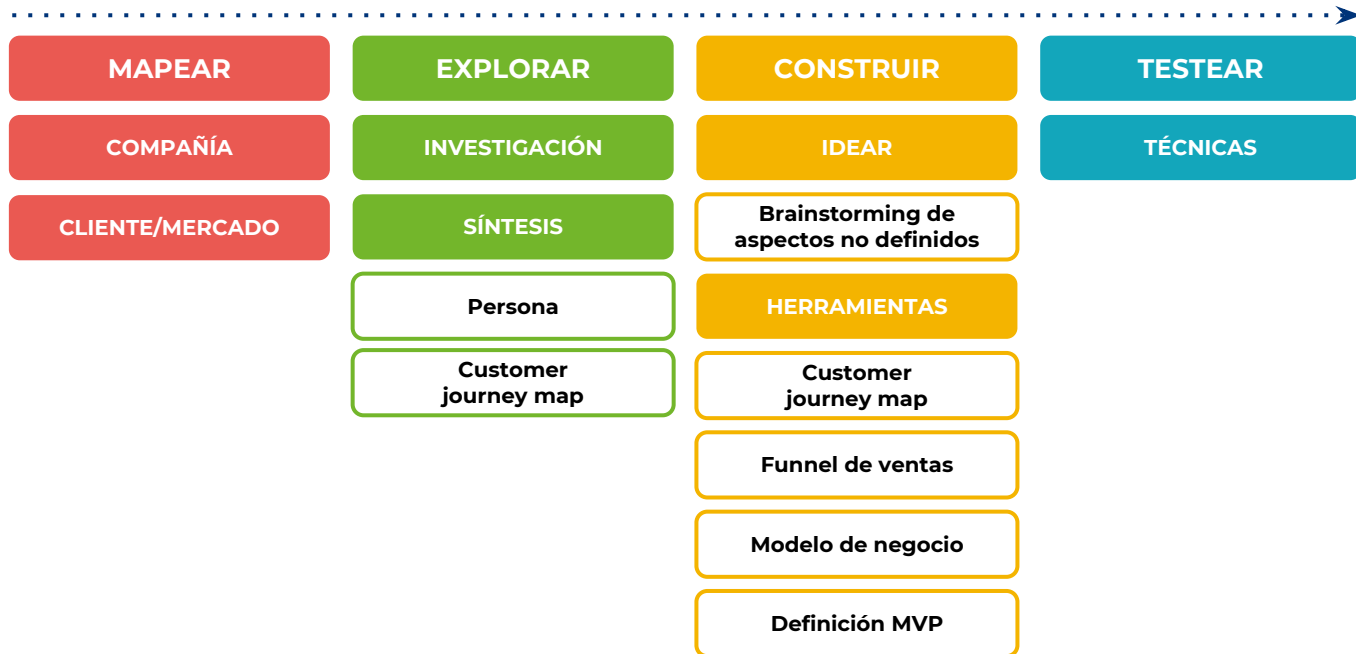 MAPEAR
COMPAÑÍA
CLIENTE/MERCADO
EXPLORAR
INVESTIGACIÓN
SÍNTESIS
Persona
Customer
journey map
CONSTRUIR
IDEAR
Brainstorming de
aspectos no definidos
HERRAMIENTAS
Customer
journey map
Funnel de ventas
Modelo de negocio
Definición MVP
TESTEAR
TÉCNICAS